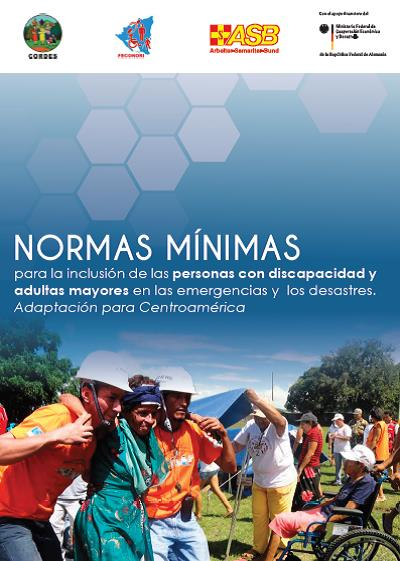 Con el apoyo financiero del
Ministerio Federal de
Cooperación Económica
y Desarrollo
de la República Federal de Alemania
CORDES
FECONORI
ASB
Arbeiter-Samariter-Bund
NORMAS MÍNIMAS
para la inclusión de las personas con discapacidad y
adultas mayores en las emergencias y los desastres.
Adaptación para Centroamérica